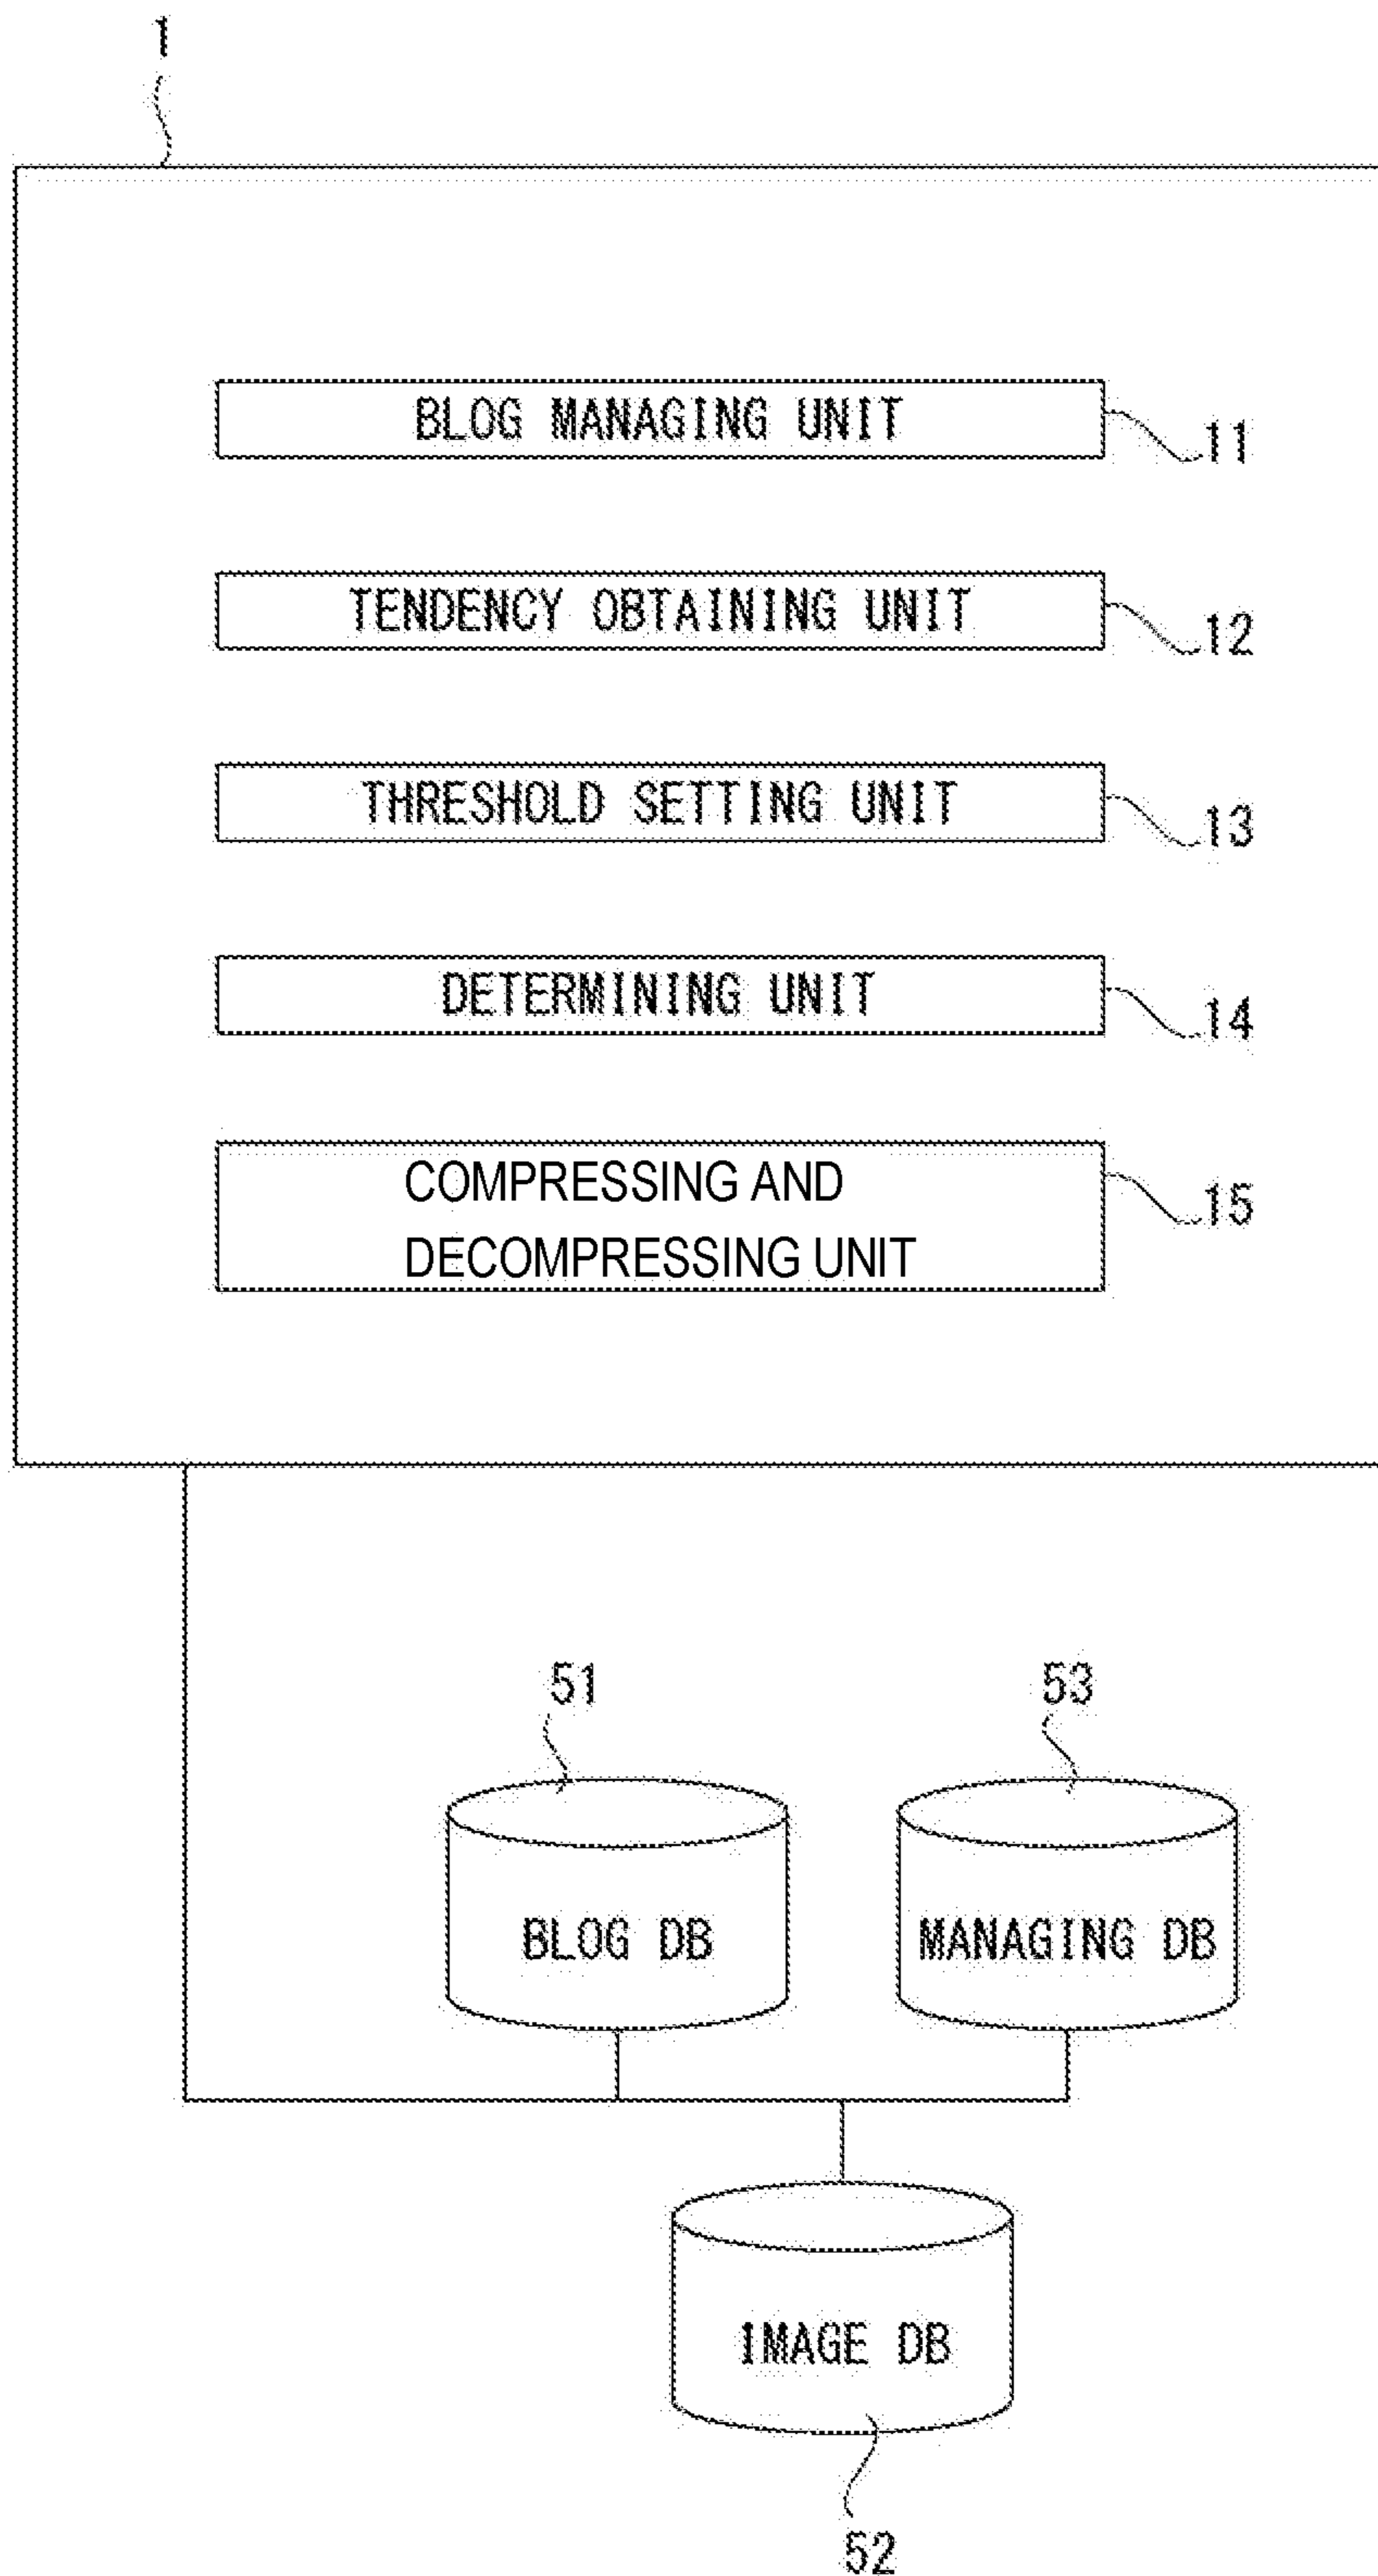 1
BLOG MANAGING UNIT
11
TENDENCY OBTAINING UNIT
12
THRESHOLD SETTING UNIT
13
DETERMINING UNIT
14
COMPRESSING AND
DECOMPRESSING UNIT
15
51
53
BLOG DB
MANAGING DB
IMAGE DB
52